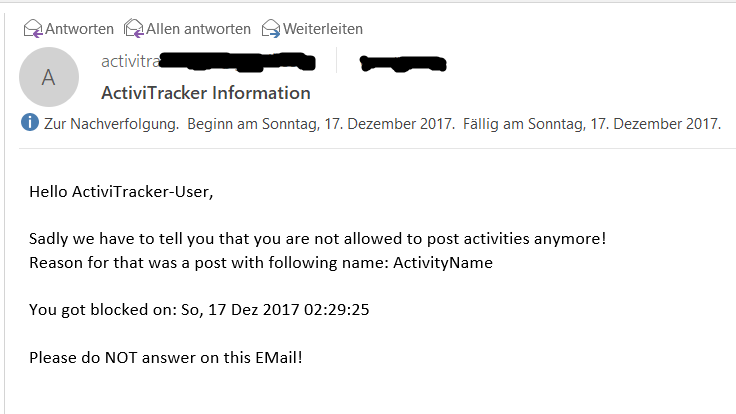 Antworten Allen antworten Weiterleiten
A
activitra
ActiviTracker Information
Zur Nachverfolgung. Beginn am Sonntag, 17. Dezember 2017. Fällig am Sonntag, 17. Dezember 2017.
Hello ActiviTracker-User,
Sadly we have to tell you that you are not allowed to post activities anymore!
Reason for that was a post with following name: ActivityName
You got blocked on: So, 17 Dez 2017 02:29:25
Please do NOT answer on this EMail!